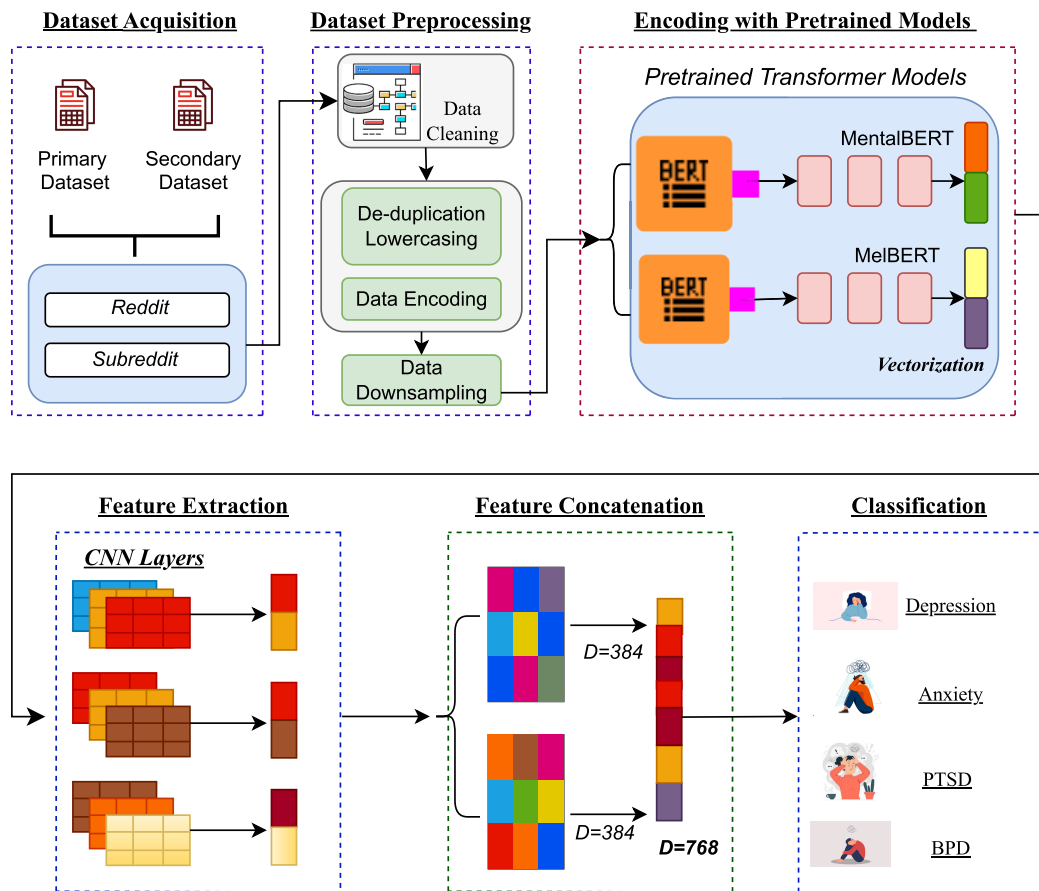 Dataset Acquisition
Primary
Dataset
Secondary
Dataset
Reddit
Subreddit
Dataset Preprocessing
Data
Cleaning
De-duplication
Lowercasing
Data Encoding
Data
Downsampling
Encoding with Pretrained Models
Pretrained Transformer Models
BERT
MentalBERT
BERT
MelBERT
Vectorization
Feature Extraction
CNN Layers
Feature Concatenation
D=384
D=384
D=768
Classification
Depression
Anxiety
PTSD
BPD